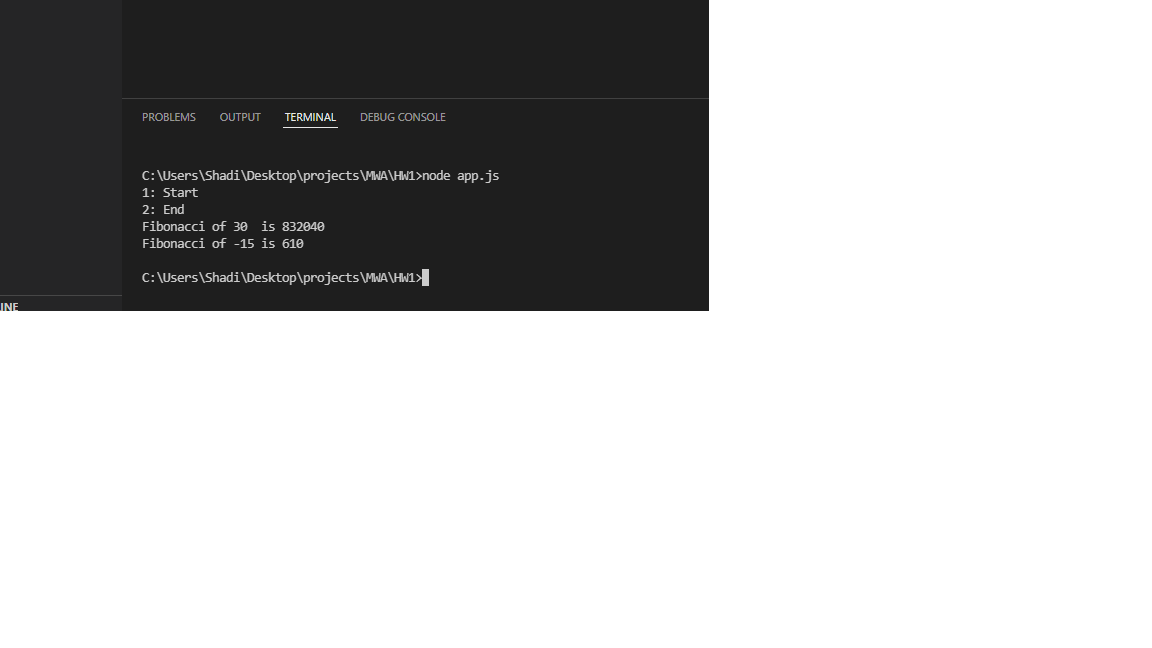 PROBLEMS OUTPUT TERMINAL DEBUG CONSOLE
C:\Users\Shadi\Desktop\projects\MWA\HW1>node app.js
1: Start
2: End
Fibonacci of 30  is 832040
Fibonacci of -15 is 610
C:\Users\Shadi\Desktop\projects\MWA\HW1>
INE